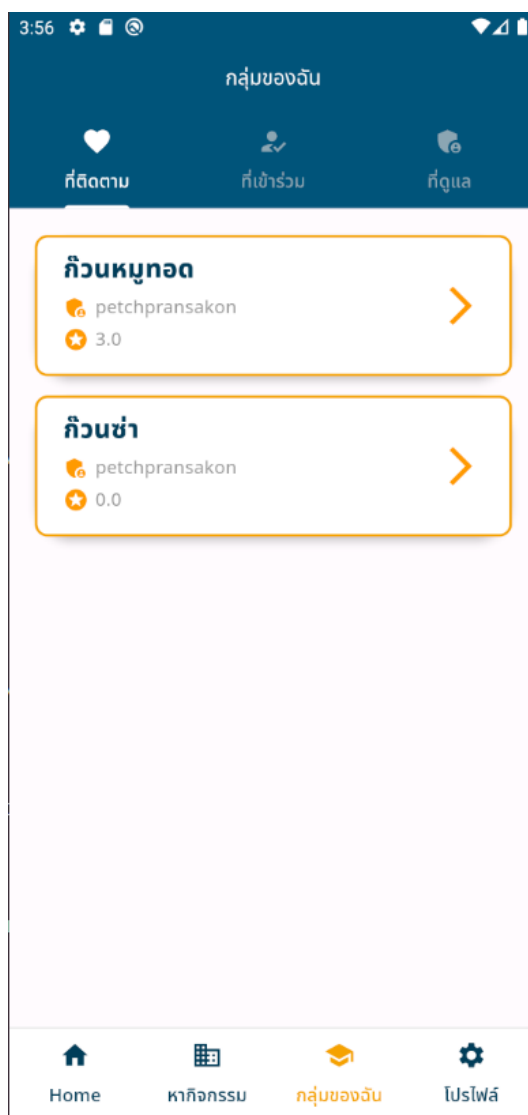 3:56
กลุ่มของฉัน
ที่ติดตาม ที่เข้าร่วม ที่ดูแล
ก๊วนหมูทอด
petchpransakon
3.0
ก๊วนซ่า
petchpransakon
0.0
Home หากิจกรรม กลุ่มของฉัน โปรไฟล์